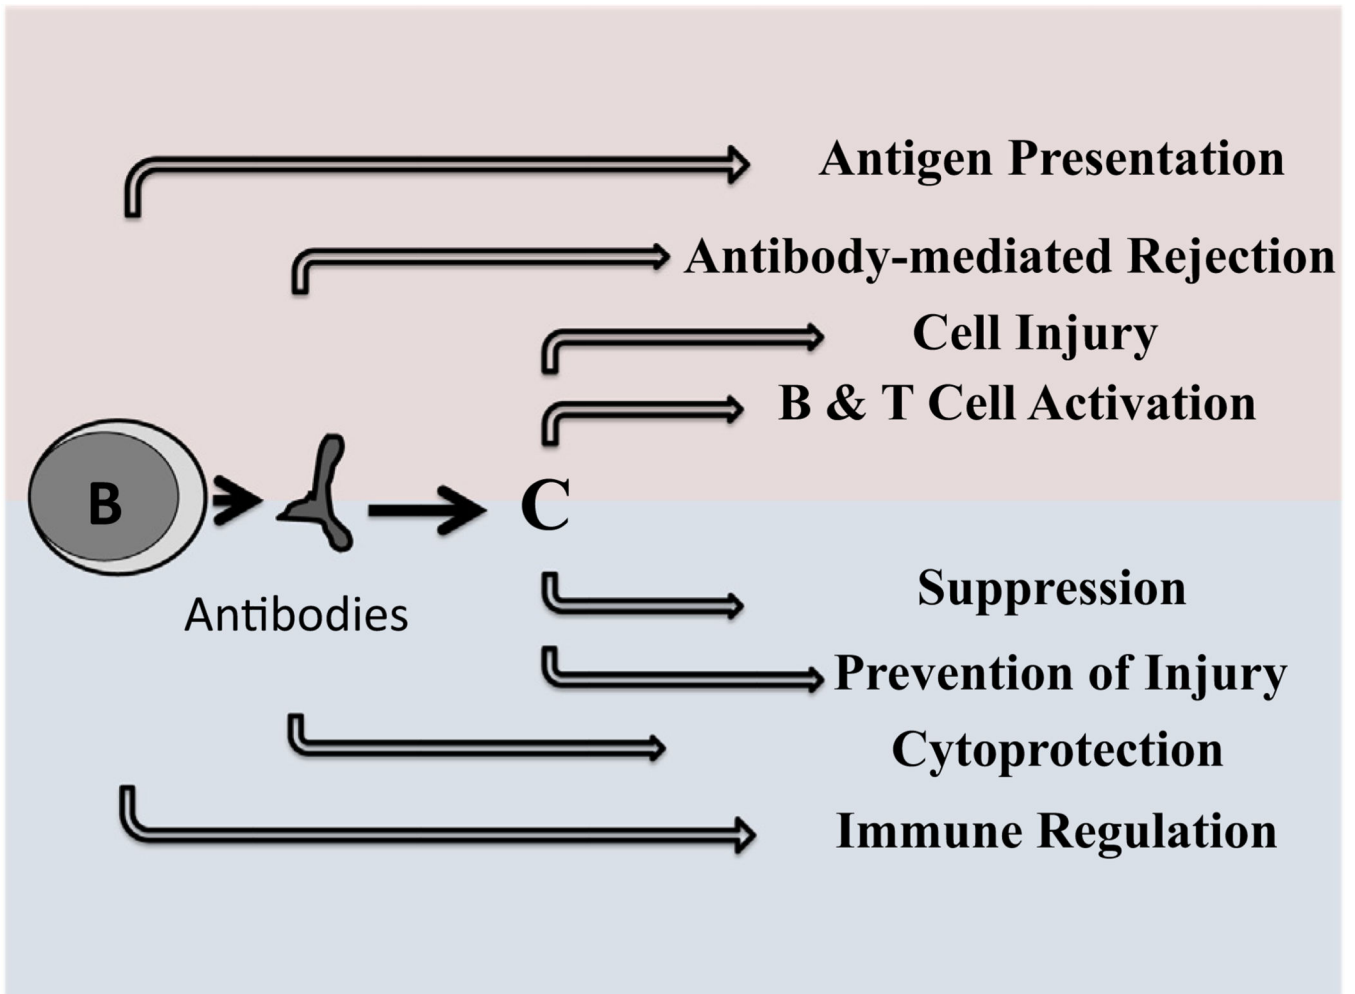 Antigen Presentation
Antibody-mediated Rejection
Cell Injury
B & T Cell Activation
B
C
Antibodies
Suppression
Prevention of Injury
Cytoprotection
Immune Regulation